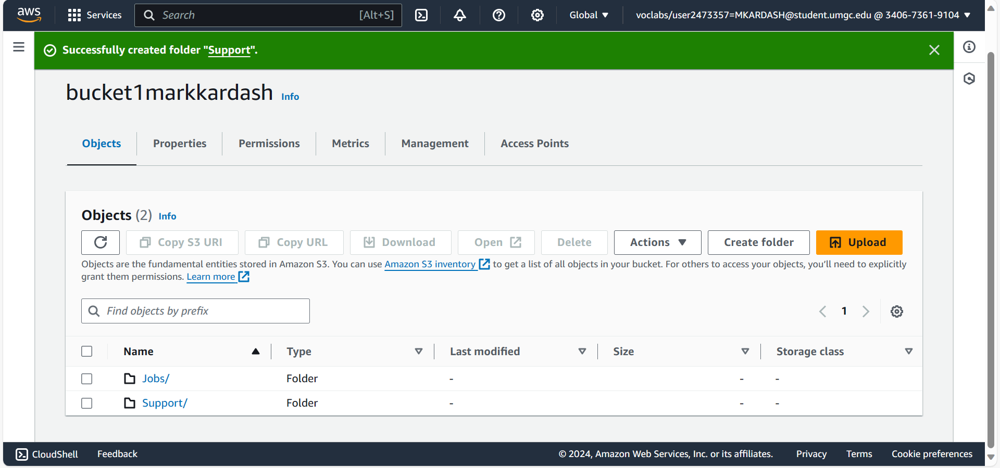 aws Services Search [Alt+S] Global voclabs/user2473357=MKARDASH@student.umgc.edu @ 3406-7361-9104
Successfully created folder "Support".
bucket1markkardash Info
Objects Properties Permissions Metrics Management Access Points
Objects (2) Info
Copy S3 URI Copy URL Download Open Delete Actions Create folder Upload
Objects are the fundamental entities stored in Amazon S3. You can use Amazon S3 inventory to get a list of all objects in your bucket. For others to access your objects, you’ll need to explicitly
grant them permissions. Learn more
Find objects by prefix 1
Name Type Last modified Size Storage class
Jobs/ Folder - - -
Support/ Folder - - -
CloudShell Feedback © 2024, Amazon Web Services, Inc. or its affiliates. Privacy Terms Cookie preferences